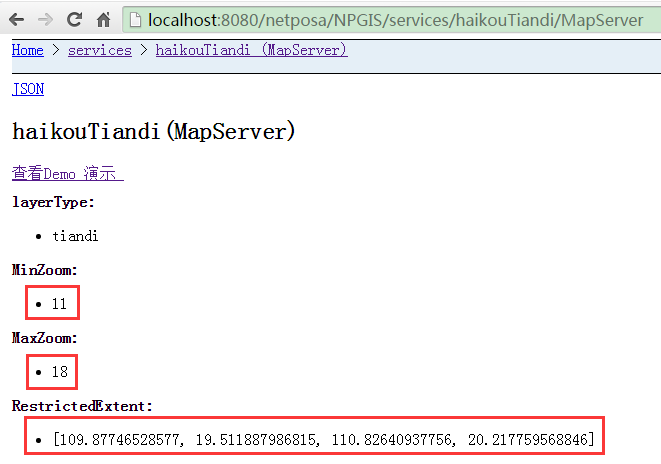 localhost:8080/netposa/NPGIS/services/haikouTiandi/MapServer
Home > services > haikouTiandi (MapServer)
JSON
haikouTiandi(MapServer)
查看Demo 演示
layerType:
• tiandi
MinZoom:
• 11
MaxZoom:
• 18
RestrictedExtent:
• [109.87746528577, 19.511887986815, 110.82640937756, 20.217759568846]